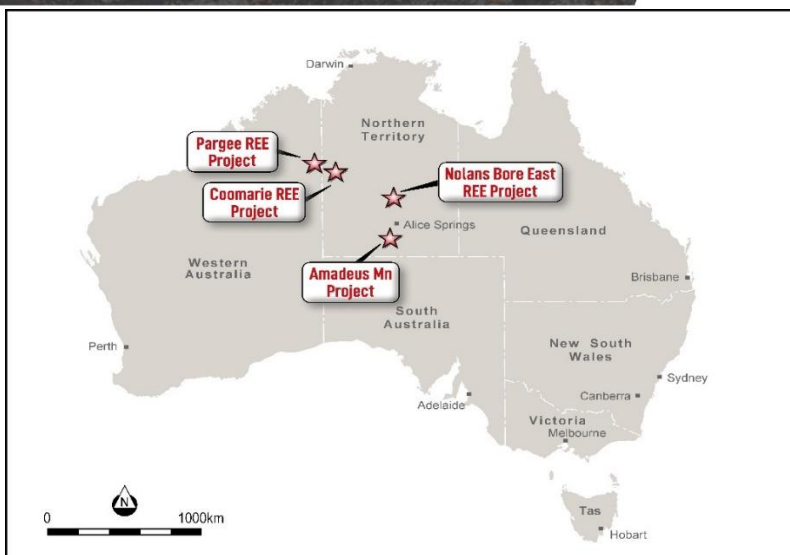 Darwin
Northern
Territory
Pargee REE
Project
Coomarie REE
Project
Nolans Bore East
REE Project
Alice Springs
Queensland
Western
Australia
Amadeus Mn
Project
South
Australia
Brisbane
Perth
New South
Wales
Sydney
Canberra
Adelaide
Victoria
Melbourne
N
0 1000km
Tas
Hobart